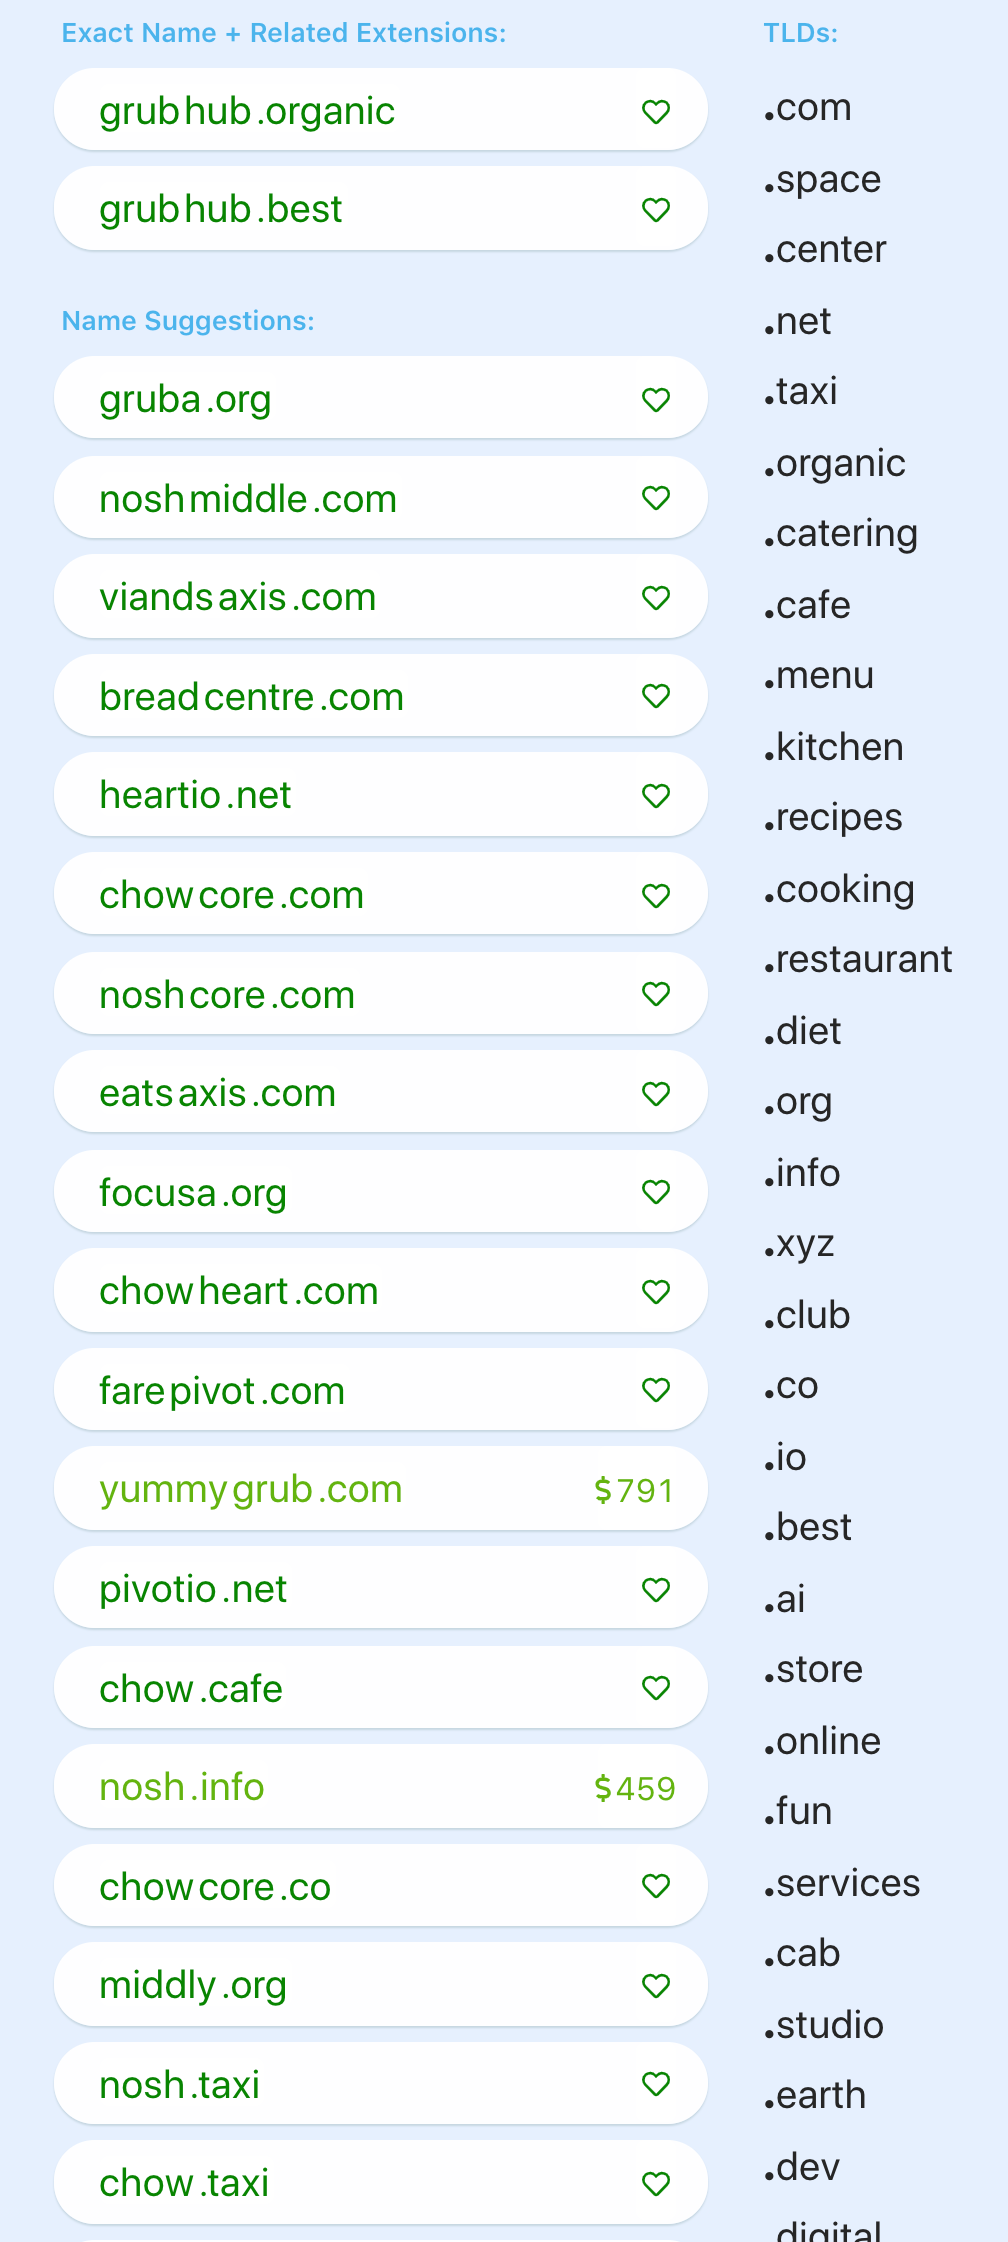 Exact Name + Related Extensions:
grubhub.organic
grubhub.best
Name Suggestions:
gruba.org
noshmiddle.com
viandsaxis.com
breadcentre.com
heartio.net
chowcore.com
noshcore.com
eatsaxis.com
focusa.org
chowheart.com
farepivot.com
yummygrub.com $791
pivotio.net
chow.cafe
nosh.info $459
chowcore.co
middly.org
nosh.taxi
chow.taxi
TLDs:
.com
.space
.center
.net
.taxi
.organic
.catering
.cafe
.menu
.kitchen
.recipes
.cooking
.restaurant
.diet
.org
.info
.xyz
.club
.co
.io
.best
.ai
.store
.online
.fun
.services
.cab
.studio
.earth
.dev
.digital